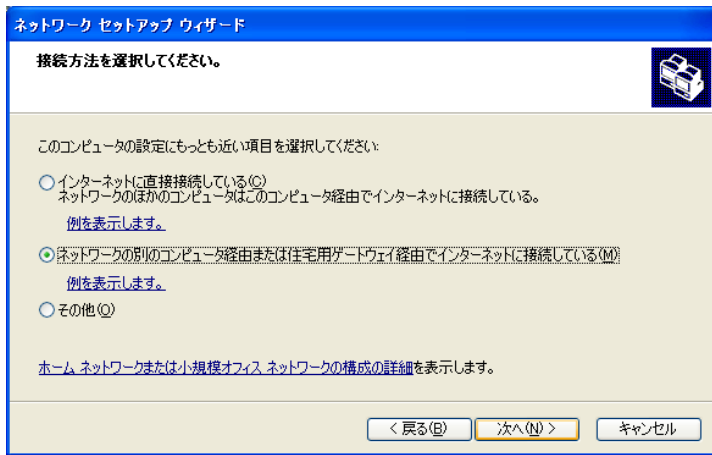 ネットワーク セットアップ ウィザード
接続方法を選択してください。
このコンピュータの設定にもっとも近い項目を選択してください:
インターネットに直接接続している(C)
ネットワークのほかのコンピュータはこのコンピュータ経由でインターネットに接続している。
例を表示します。
ネットワークの別のコンピュータ経由または住宅用ゲートウェイ経由でインターネットに接続している(M)
例を表示します。
その他(O)
ホーム ネットワークまたは小規模オフィス ネットワークの構成の詳細を表示します。
< 戻る(B) 次へ(N) > キャンセル